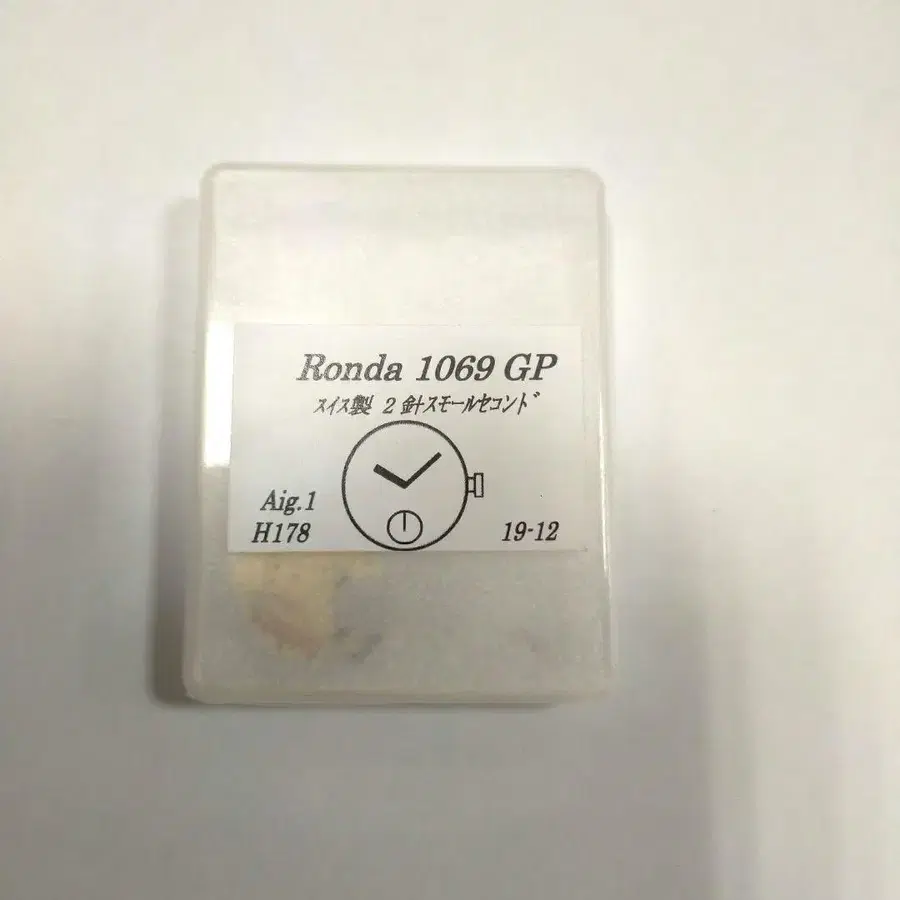 Ronda 1069 GP
ｽｲｽ製 2 針ｽﾓｰﾙｾｺﾝﾄﾞ
Aig.1
H178
19-12